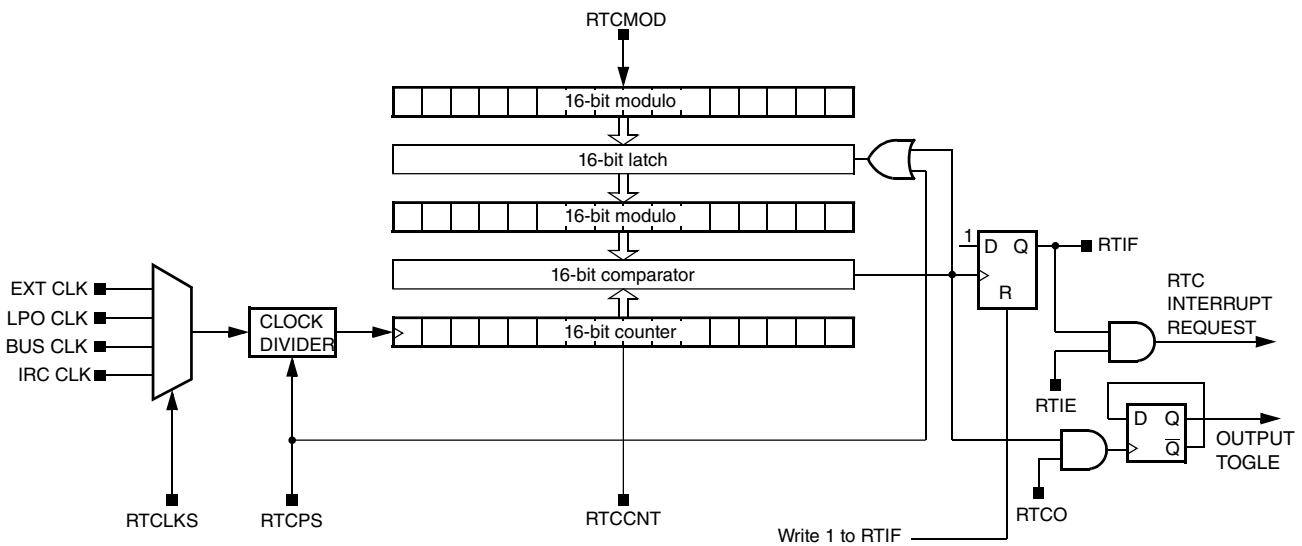 RTCMOD
16-bit modulo
16-bit latch
16-bit modulo
16-bit comparator
16-bit counter
EXT CLK
LPO CLK
BUS CLK
IRC CLK
CLOCK
DIVIDER
1
D Q
R
RTIF
RTC
INTERRUPT
REQUEST
RTIE
D Q
Q
OUTPUT
TOGLE
RTCO
RTCLKS
RTCPS
RTCCNT
Write 1 to RTIF